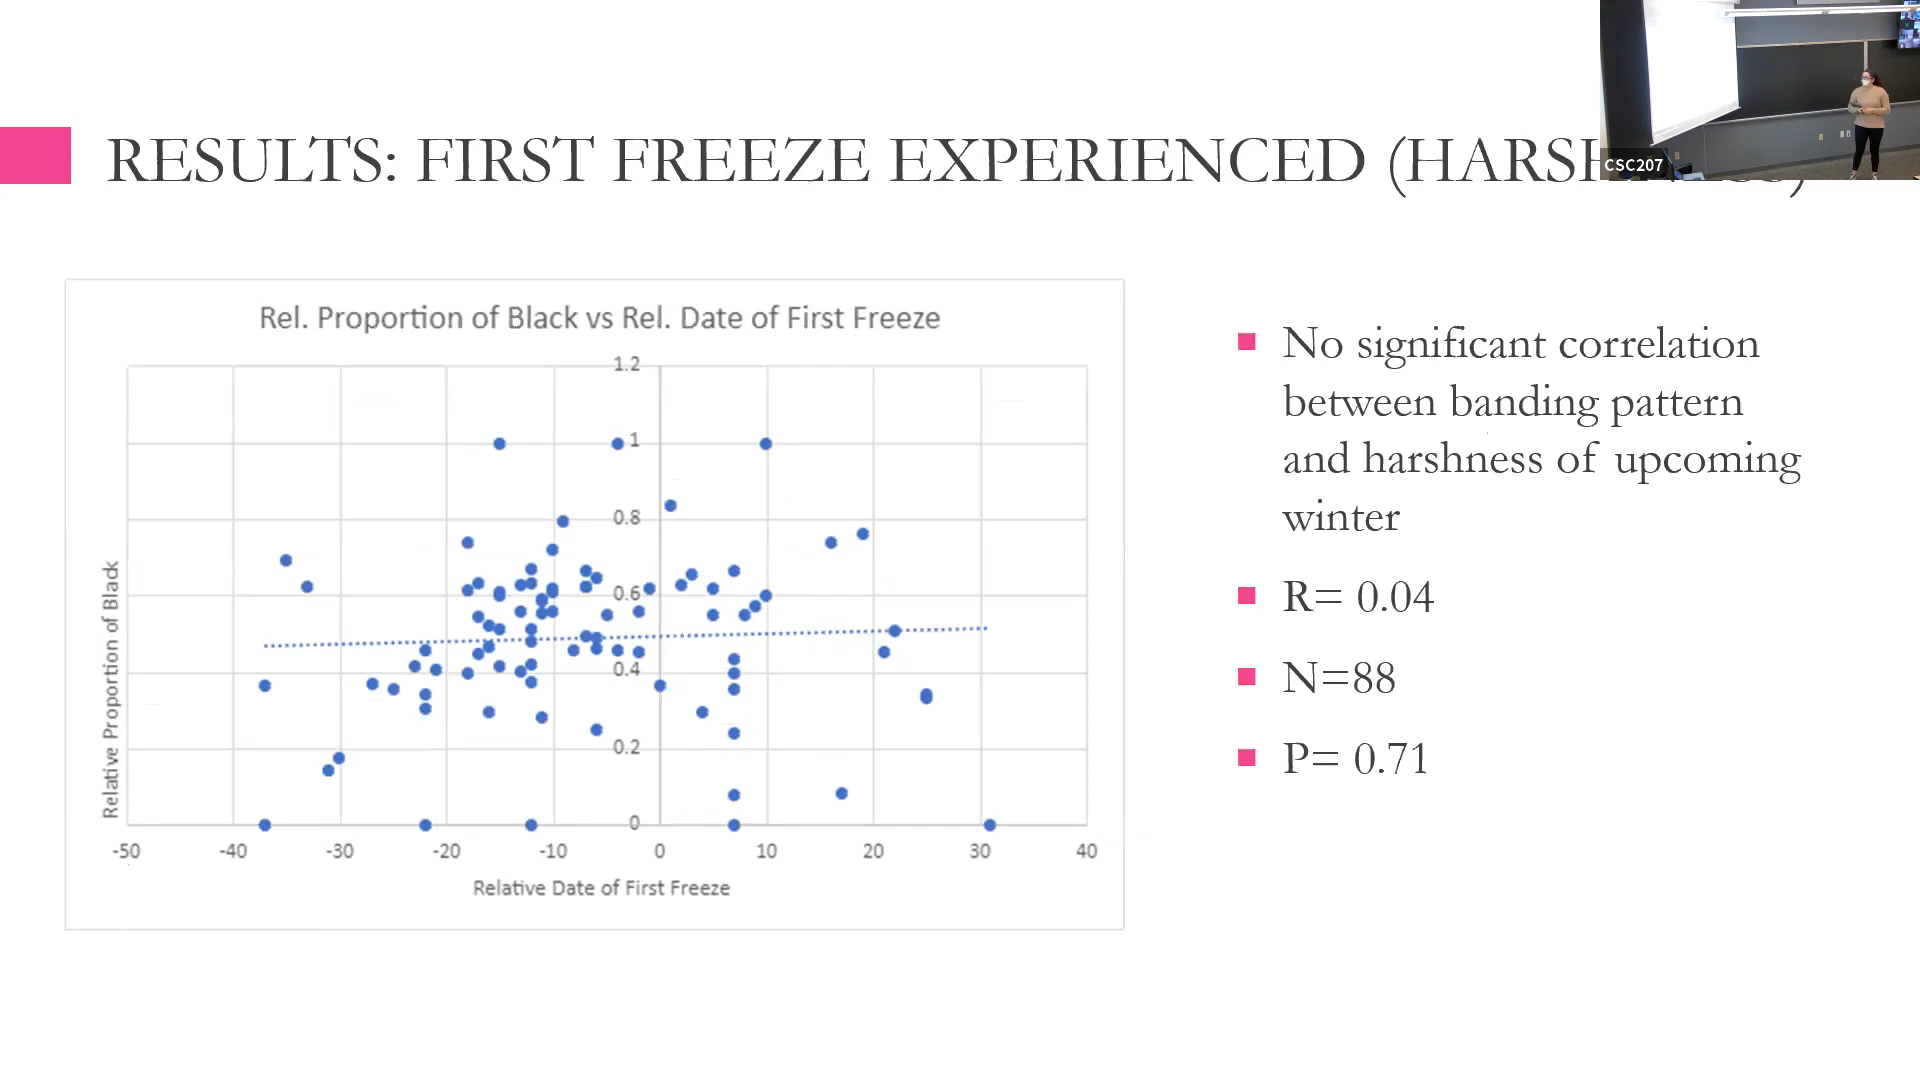 RESULTS: FIRST FREEZE EXPERIENCED
CSC207
Rel. Proportion of Black vs Rel. Date of First Freeze
1.2
1
0.8
0.6
0.4
0.2
0
-50 -40 -30 -20 -10 0 10 20 30 40
Relative Proportion of Black
Relative Date of First Freeze
No significant correlation
between banding pattern
and harshness of upcoming
winter
R= 0.04
N=88
P= 0.71